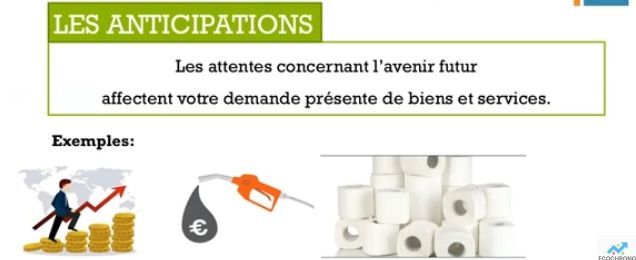 LES ANTICIPATIONS
Les attentes concernant l'avenir futur
affectent votre demande présente de biens et services.
Exemples:
€
ECOCHRONO